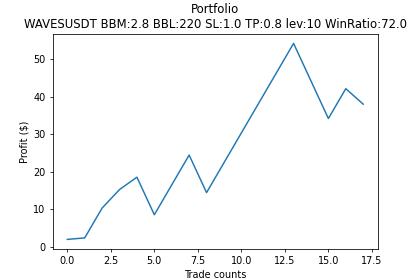 Portfolio
WAVESUSDT BBM:2.8 BBL:220 SL:1.0 TP:0.8 lev:10 WinRatio:72.0
Profit ($)
50
40
30
20
10
0
0.0 2.5 5.0 7.5 10.0 12.5 15.0 17.5
Trade counts